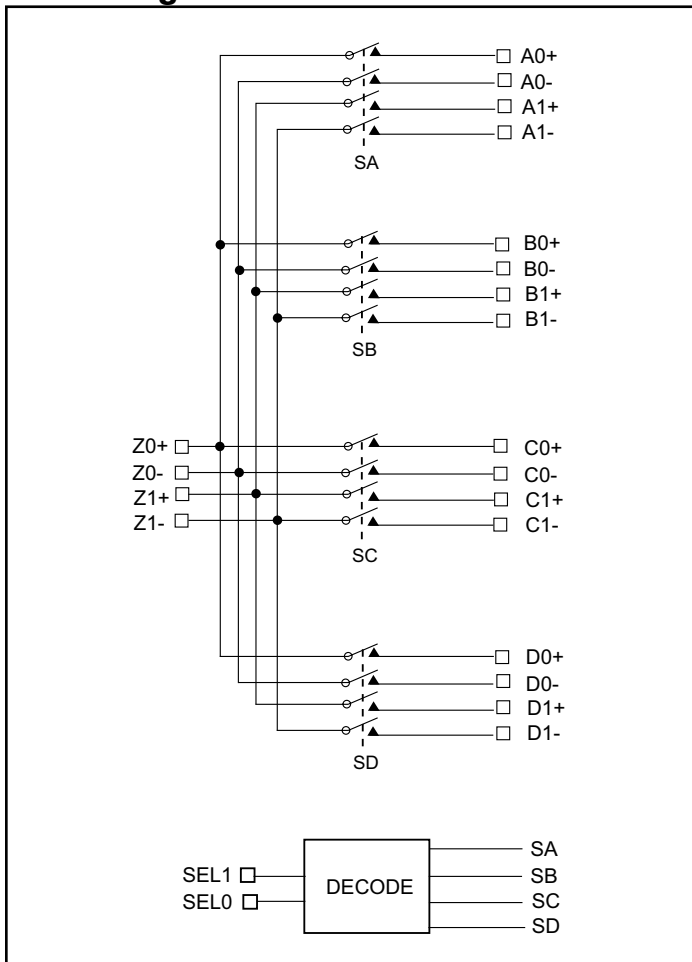 A0+
A0-
A1+
A1-
SA
B0+
B0-
B1+
B1-
SB
Z0+
Z0-
Z1+
Z1-
C0+
C0-
C1+
C1-
SC
D0+
D0-
D1+
D1-
SD
SEL1
SEL0
DECODE
SA
SB
SC
SD